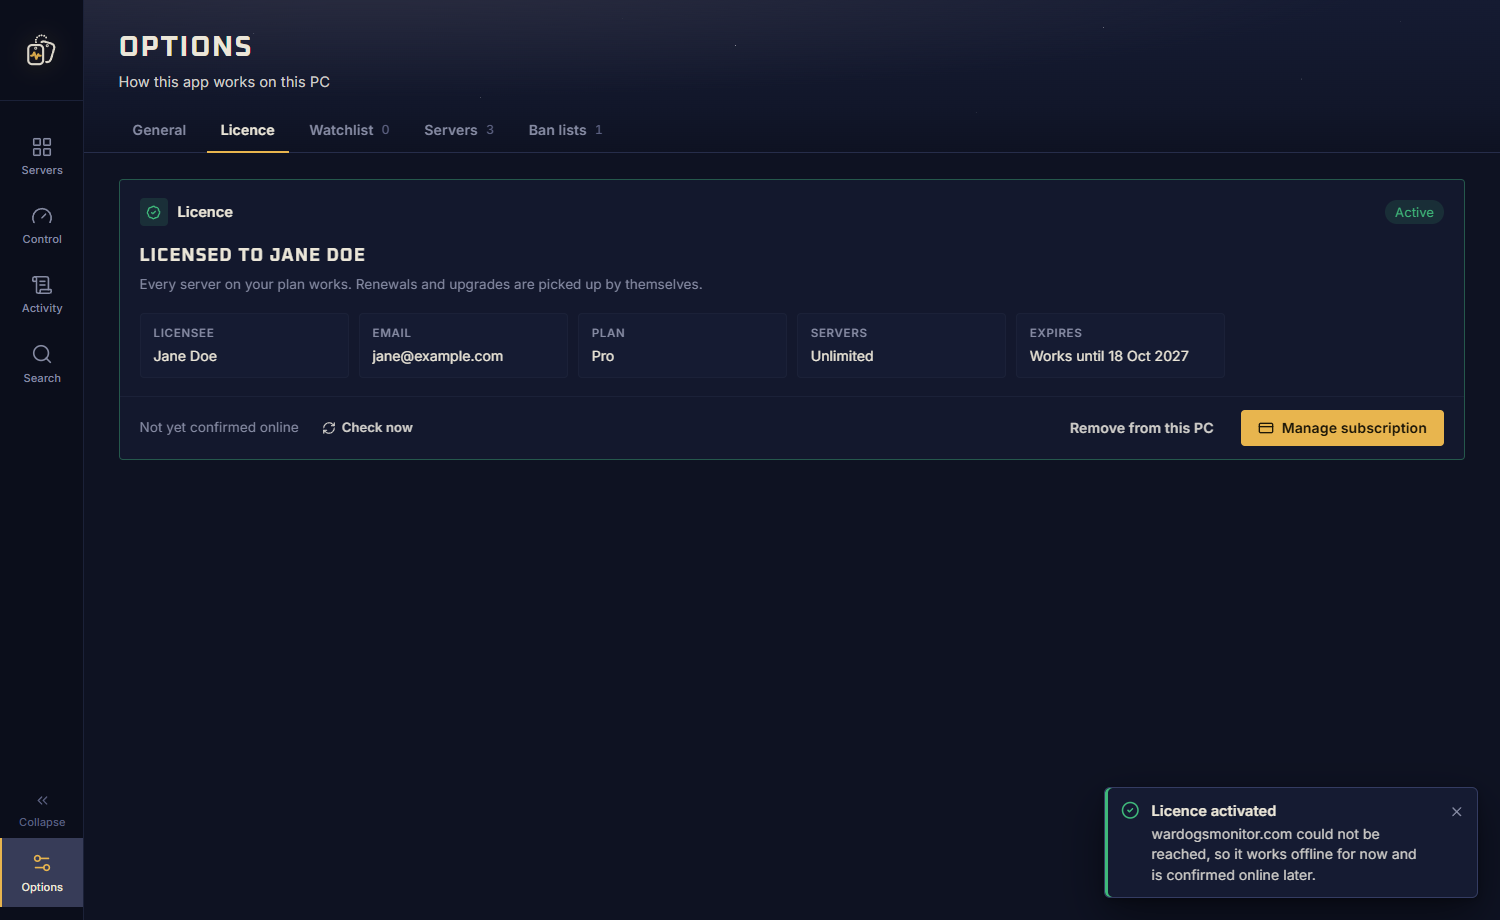 OPTIONS
How this app works on this PC
General
Licence
Watchlist 0
Servers 3
Ban lists 1
Servers
Control
Activity
Search
Collapse
Options
Licence
Active
LICENSED TO JANE DOE
Every server on your plan works. Renewals and upgrades are picked up by themselves.
LICENSEE
Jane Doe
EMAIL
jane@example.com
PLAN
Pro
SERVERS
Unlimited
EXPIRES
Works until 18 Oct 2027
Not yet confirmed online
Check now
Remove from this PC
Manage subscription
Licence activated
wardogsmonitor.com could not be
reached, so it works offline for now and
is confirmed online later.